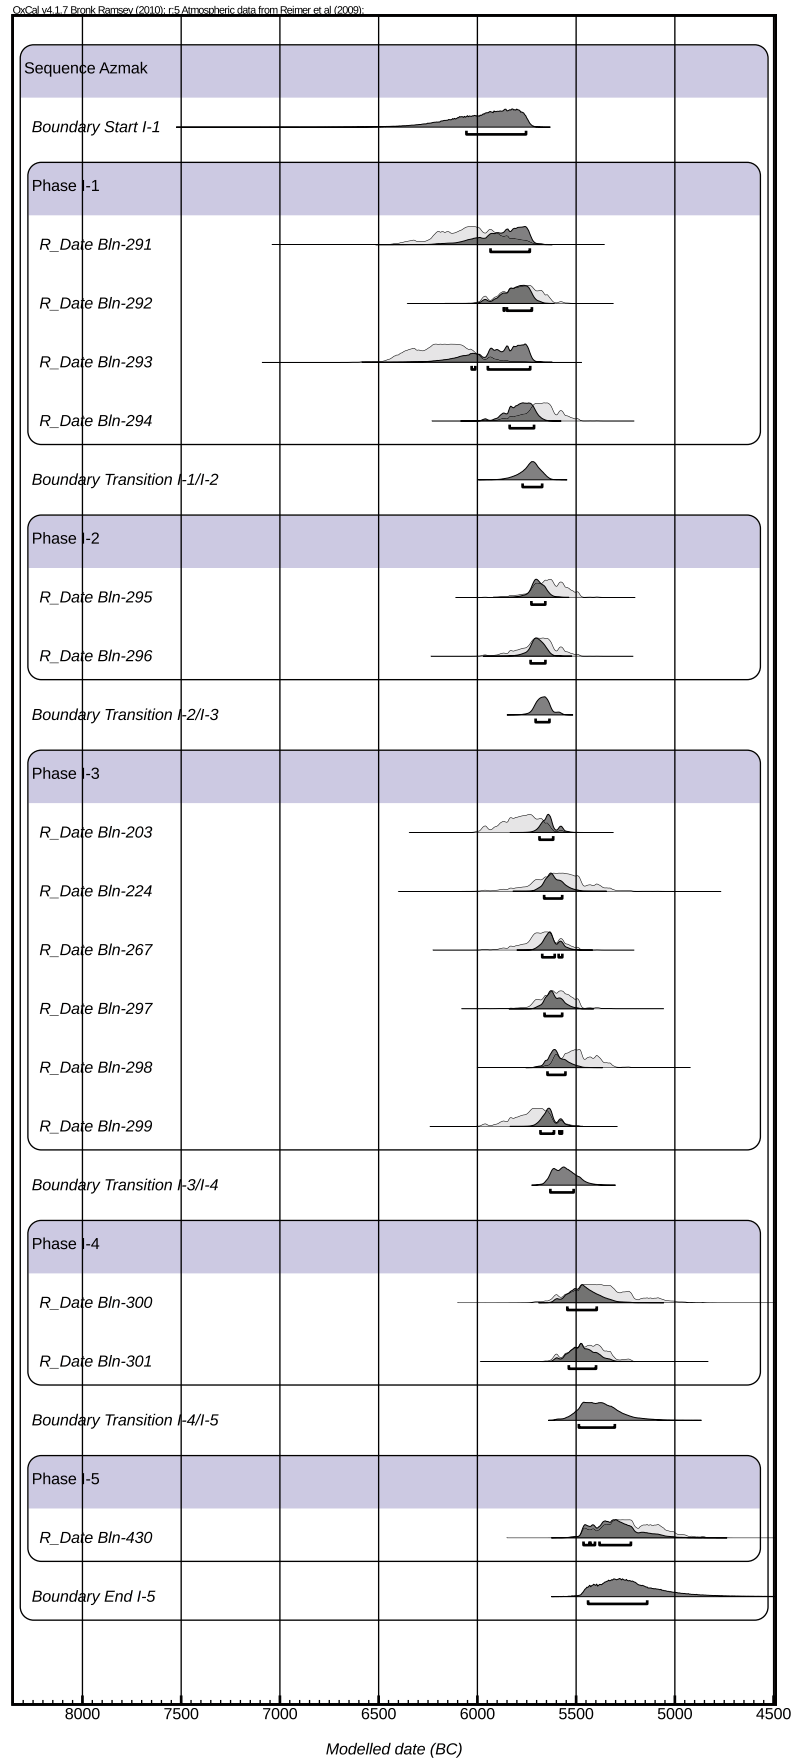 OxCal v4.1.7 Bronk Ramsey (2010); r:5 Atmospheric data from Reimer et al (2009);
Sequence Azmak
Boundary Start I-1
Phase I-1
R_Date Bln-291
R_Date Bln-292
R_Date Bln-293
R_Date Bln-294
Boundary Transition I-1/I-2
Phase I-2
R_Date Bln-295
R_Date Bln-296
Boundary Transition I-2/I-3
Phase I-3
R_Date Bln-203
R_Date Bln-224
R_Date Bln-267
R_Date Bln-297
R_Date Bln-298
R_Date Bln-299
Boundary Transition I-3/I-4
Phase I-4
R_Date Bln-300
R_Date Bln-301
Boundary Transition I-4/I-5
Phase I-5
R_Date Bln-430
Boundary End I-5
8000 7500 7000 6500 6000 5500 5000 4500
Modelled date (BC)